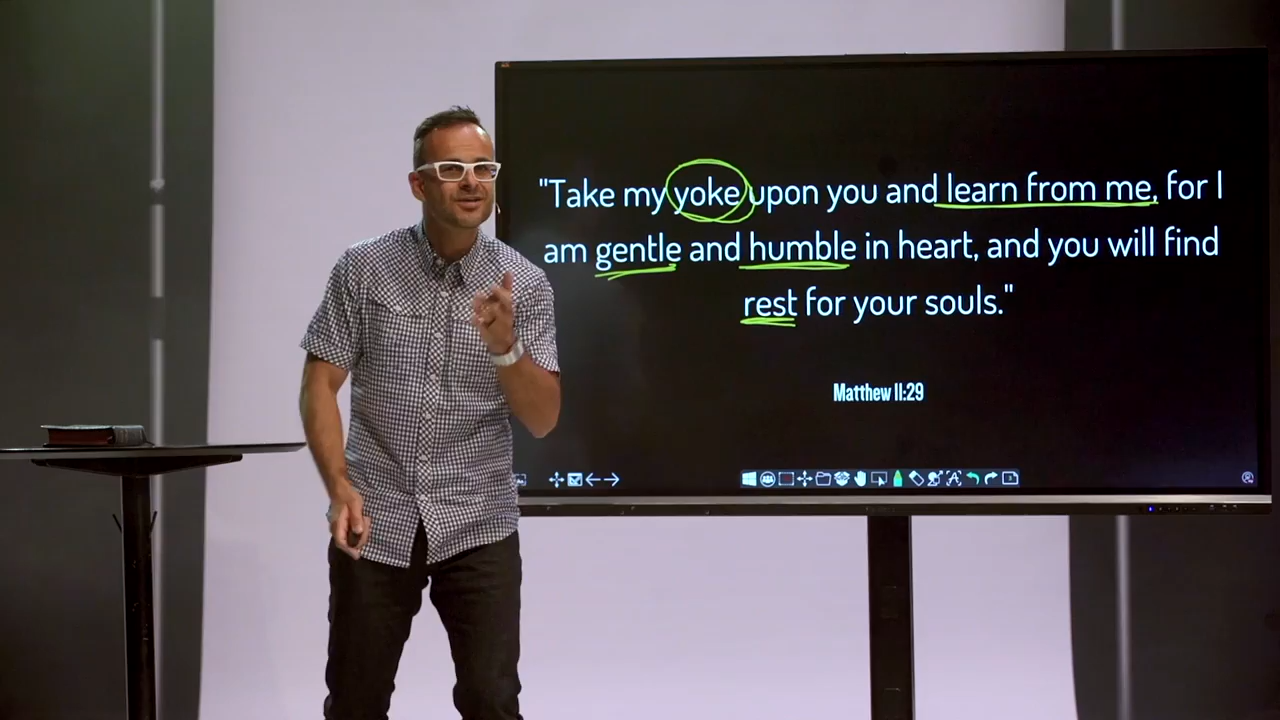 "Take my yoke upon you and learn from me, for I
am gentle and humble in heart, and you will find
rest for your souls."
Matthew 11:29